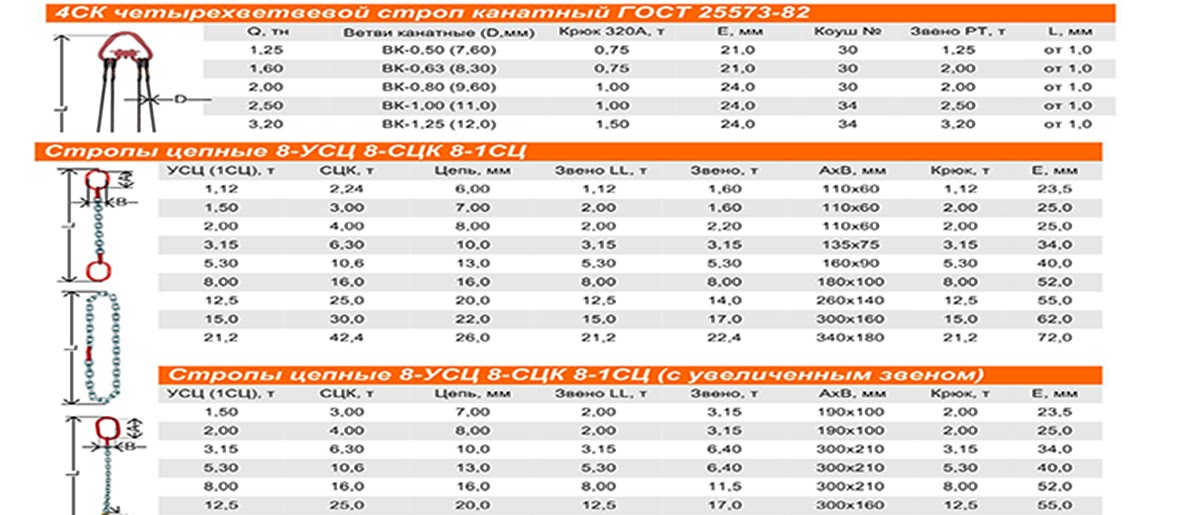 4СК четырехветвевой строп канатный ГОСТ 25573-82
Q, тн Ветви канатные (D,мм) Крюк 320А, т Е, мм Коуш № Звено РТ, т L, мм
1,25 ВК-0,50 (7,60) 0,75 21,0 30 1,25 от 1,0
1,60 ВК-0,63 (8,30) 0,75 21,0 30 2,00 от 1,0
2,00 ВК-0,80 (9,60) 1,00 24,0 30 2,00 от 1,0
2,50 ВК-1,00 (11,0) 1,00 24,0 34 2,50 от 1,0
3,20 ВК-1,25 (12,0) 1,50 24,0 34 3,20 от 1,0
L
D
Стропы цепные 8-УСЦ 8-СЦК 8-1СЦ
УСЦ (1СЦ), т СЦК, т Цепь, мм Звено LL, т Звено, т АхВ, мм Крюк, т Е, мм
1,12 2,24 6,00 1,12 1,60 110х60 1,12 23,5
1,50 3,00 7,00 2,00 1,60 110х60 2,00 25,0
2,00 4,00 8,00 2,00 2,20 110х60 2,00 25,0
3,15 6,30 10,0 3,15 3,15 135х75 3,15 34,0
5,30 10,6 13,0 5,30 5,30 160х90 5,30 40,0
8,00 16,0 16,0 8,00 8,00 180х100 8,00 52,0
12,5 25,0 20,0 12,5 14,0 260х140 12,5 55,0
15,0 30,0 22,0 15,0 17,0 300х160 15,0 62,0
21,2 42,4 26,0 21,2 22,4 340х180 21,2 72,0
A
B
L
L
Стропы цепные 8-УСЦ 8-СЦК 8-1СЦ (с увеличенным звеном)
УСЦ (1СЦ), т СЦК, т Цепь, мм Звено LL, т Звено, т АхВ, мм Крюк, т Е, мм
1,50 3,00 7,00 2,00 3,15 190х100 2,00 23,5
2,00 4,00 8,00 2,00 3,15 190х100 2,00 25,0
3,15 6,30 10,0 3,15 6,40 300х210 3,15 34,0
5,30 10,6 13,0 5,30 6,40 300х210 5,30 40,0
8,00 16,0 16,0 8,00 11,5 300х210 8,00 52,0
12,5 25,0 20,0 12,5 17,0 300х160 12,5 55,0
A
B
L